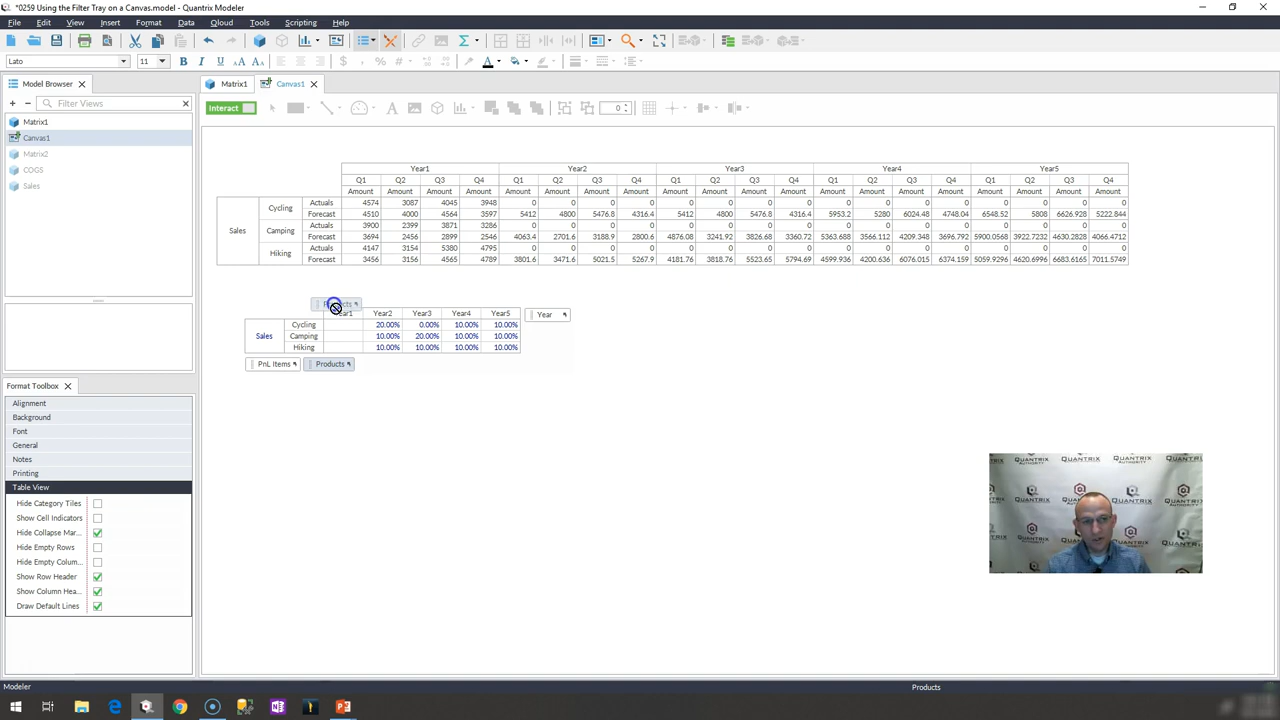 *0259 Using the Filter Tray on a Canvas.model - Quantrix Modeler
File Edit View Insert Format Data Qloud Tools Scripting Help
Lato 11 B I U
Model Browser
Filter Views
Matrix1
Canvas1
Matrix2
COGS
Sales
Matrix1 Canvas1
Interact 0
Year1 Year2 Year3 Year4 Year5
Q1 Q2 Q3 Q4 Q1 Q2 Q3 Q4 Q1 Q2 Q3 Q4 Q1 Q2 Q3 Q4 Q1 Q2 Q3 Q4
Amount Amount Amount Amount Amount Amount Amount Amount Amount Amount Amount Amount Amount Amount Amount Amount Amount Amount Amount Amount
Sales Cycling Actuals 4574 3087 4045 3948 0 0 0 0 0 0 0 0 0 0 0 0 0 0 0 0
Forecast 4510 4000 4564 3597 5412 4800 5476.8 4316.4 5412 4800 5476.8 4316.4 5953.2 5280 6024.48 4748.04 6548.52 5808 6626.928 5222.844
Camping Actuals 3900 2399 3871 3286 0 0 0 0 0 0 0 0 0 0 0 0 0 0 0 0
Forecast 3694 2456 2899 2546 4063.4 2701.6 3188.9 2800.6 4876.08 3241.92 3826.68 3360.72 5363.688 3566.112 4209.348 3696.792 5900.0568 3922.7232 4630.2828 4066.4712
Hiking Actuals 4147 3154 5380 4795 0 0 0 0 0 0 0 0 0 0 0 0 0 0 0 0
Forecast 3456 3156 4565 4789 3801.6 3471.6 5021.5 5267.9 4181.76 3818.76 5523.65 5794.69 4599.936 4200.636 6076.015 6374.159 5059.9296 4620.6996 6683.6165 7011.5749
Year2 Year3 Year4 Year5 Year
Sales Cycling 20.00% 0.00% 10.00% 10.00%
Camping 10.00% 20.00% 10.00% 10.00%
Hiking 10.00% 10.00% 10.00% 10.00%
PnL Items Products
Format Toolbox
Alignment
Background
Font
General
Notes
Printing
Table View
Hide Category Tiles
Show Cell Indicators
Hide Collapse Mar...
Hide Empty Rows
Hide Empty Colum...
Show Row Header
Show Column Hea...
Draw Default Lines
Modeler Products